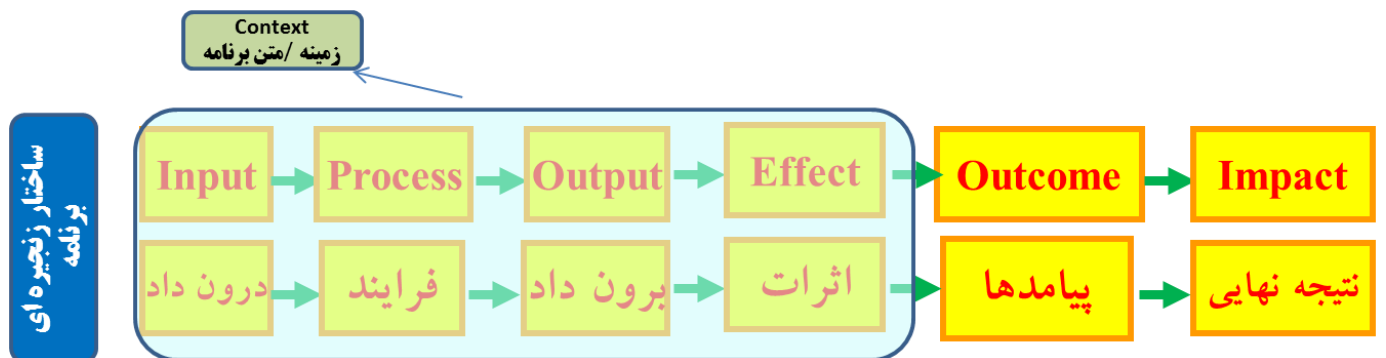 Context
زمینه /متن برنامه
ساختار زنجیره ای
برنامه
Input Process Output Effect Outcome Impact
درون داد فرایند برون داد اثرات پیامدها نتیجه نهایی